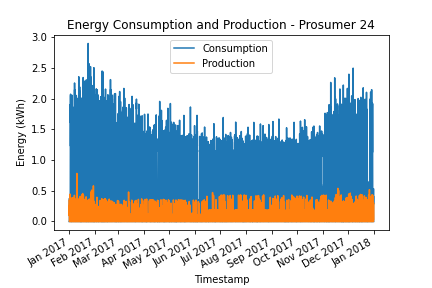 Energy Consumption and Production - Prosumer 24
Consumption
Production
Energy (kWh)
3.0
2.5
2.0
1.5
1.0
0.5
0.0
Jan 2017
Feb 2017
Mar 2017
Apr 2017
May 2017
Jun 2017
Jul 2017
Aug 2017
Sep 2017
Oct 2017
Nov 2017
Dec 2017
Jan 2018
Timestamp